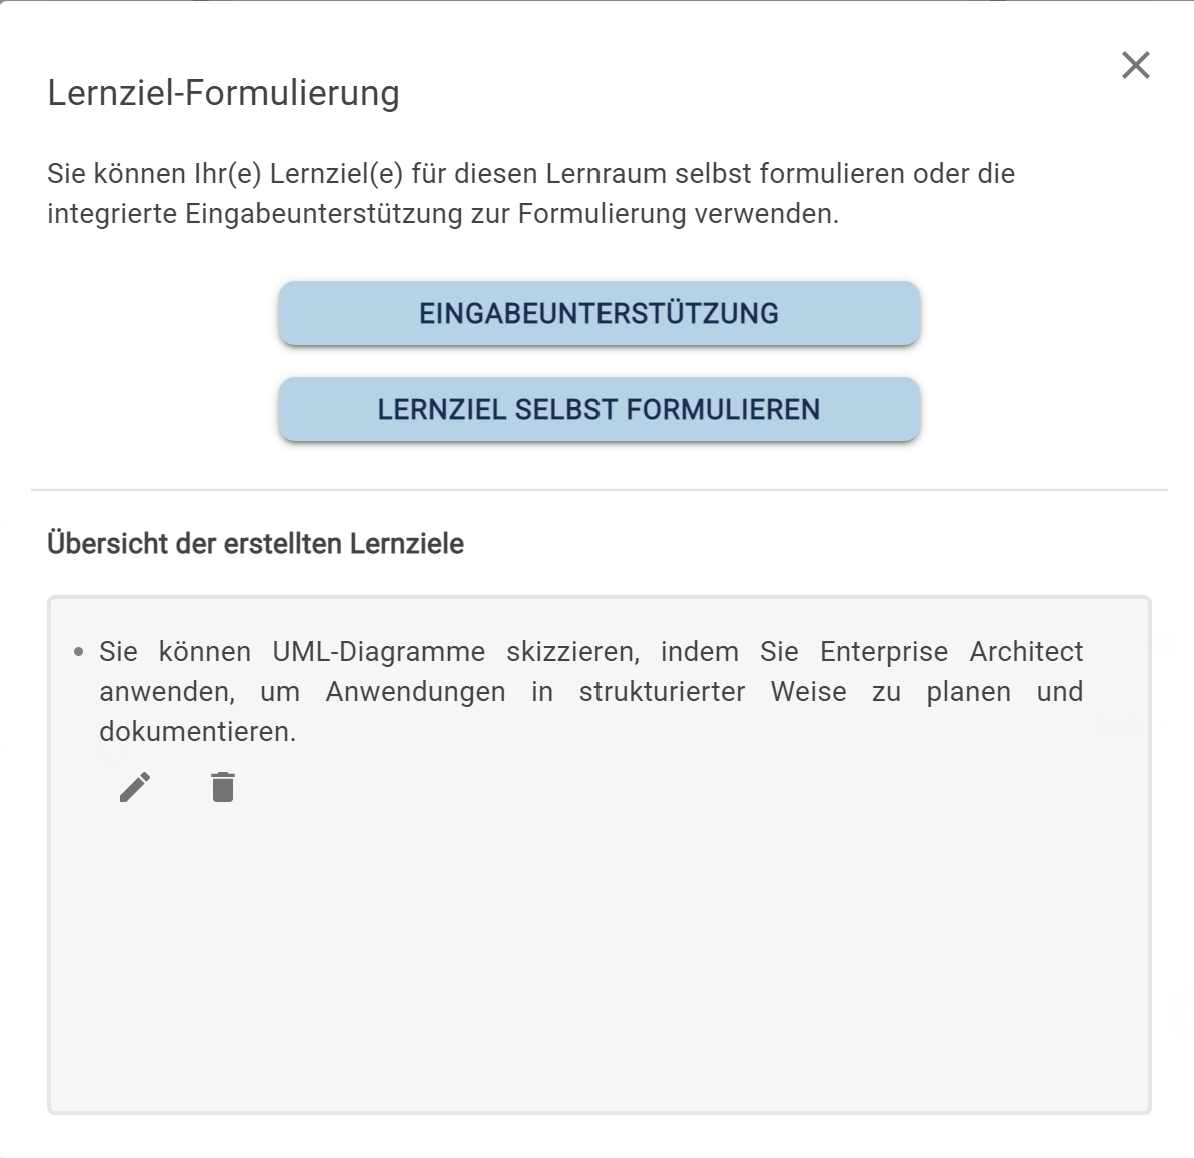 Lernziel-Formulierung
Sie können Ihr(e) Lernziel(e) für diesen Lernraum selbst formulieren oder die
integrierte Eingabeunterstützung zur Formulierung verwenden.
EINGABEUNTERSTÜTZUNG
LERNZIEL SELBST FORMULIEREN
Übersicht der erstellten Lernziele
• Sie können UML-Diagramme skizzieren, indem Sie Enterprise Architect
anwenden, um Anwendungen in strukturierter Weise zu planen und
dokumentieren.